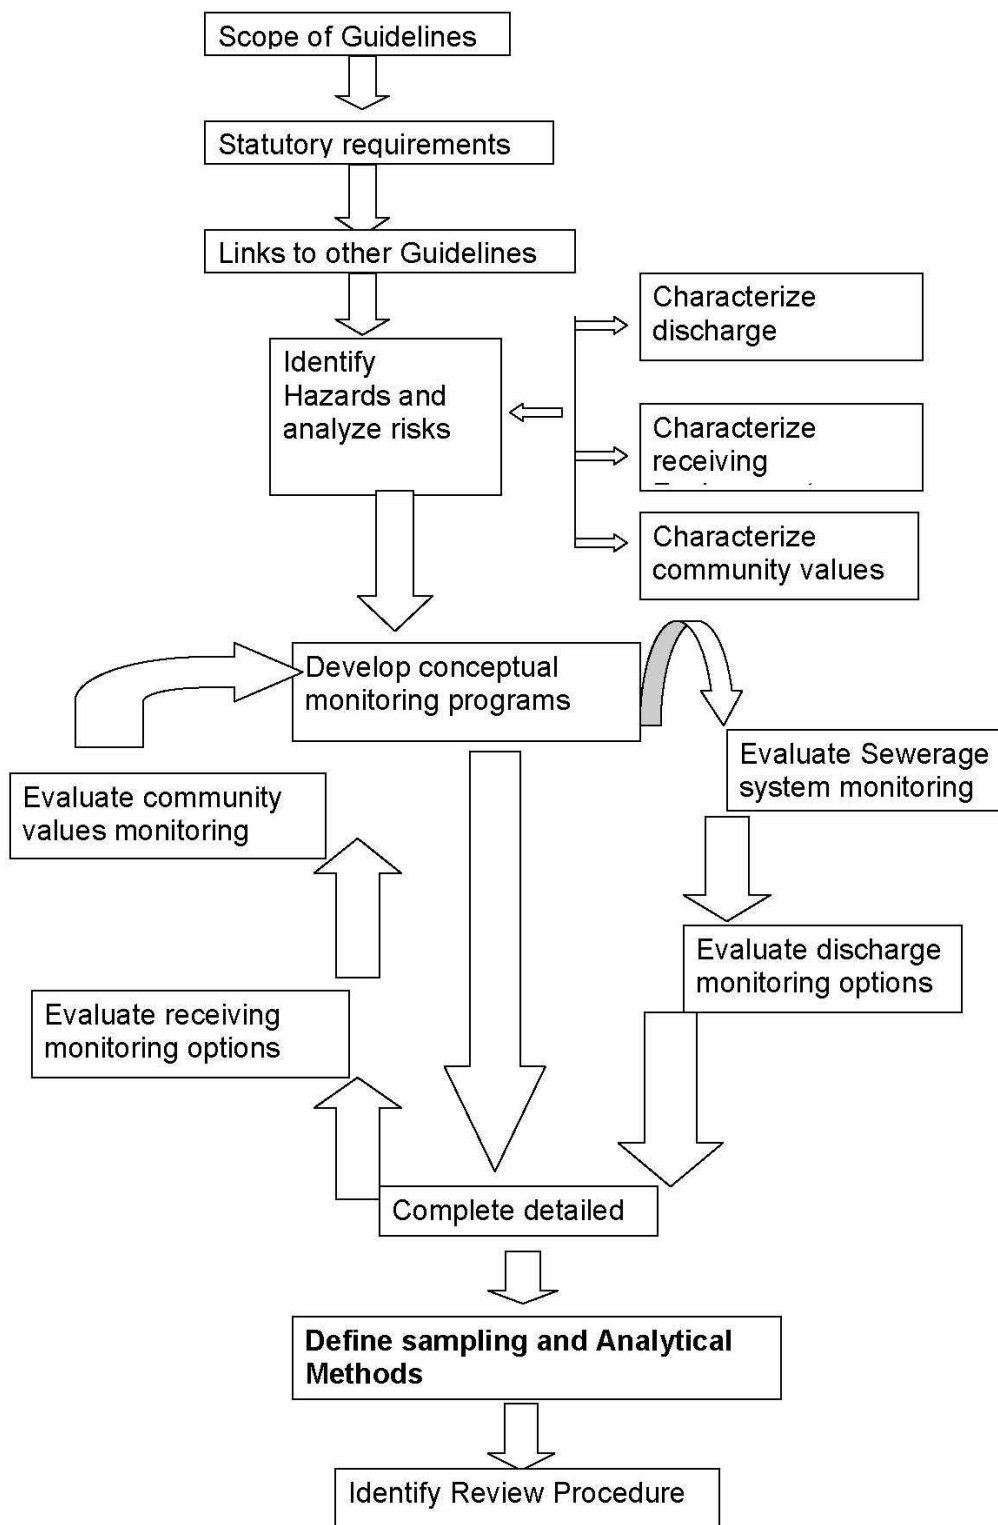 Scope of Guidelines
Statutory requirements
Links to other Guidelines
Identify
Hazards and
analyze risks
Characterize
discharge
Characterize
receiving
Characterize
community values
Develop conceptual
monitoring programs
Evaluate Sewerage
system monitoring
Evaluate community
values monitoring
Evaluate discharge
monitoring options
Evaluate receiving
monitoring options
Complete detailed
Define sampling and Analytical
Methods
Identify Review Procedure